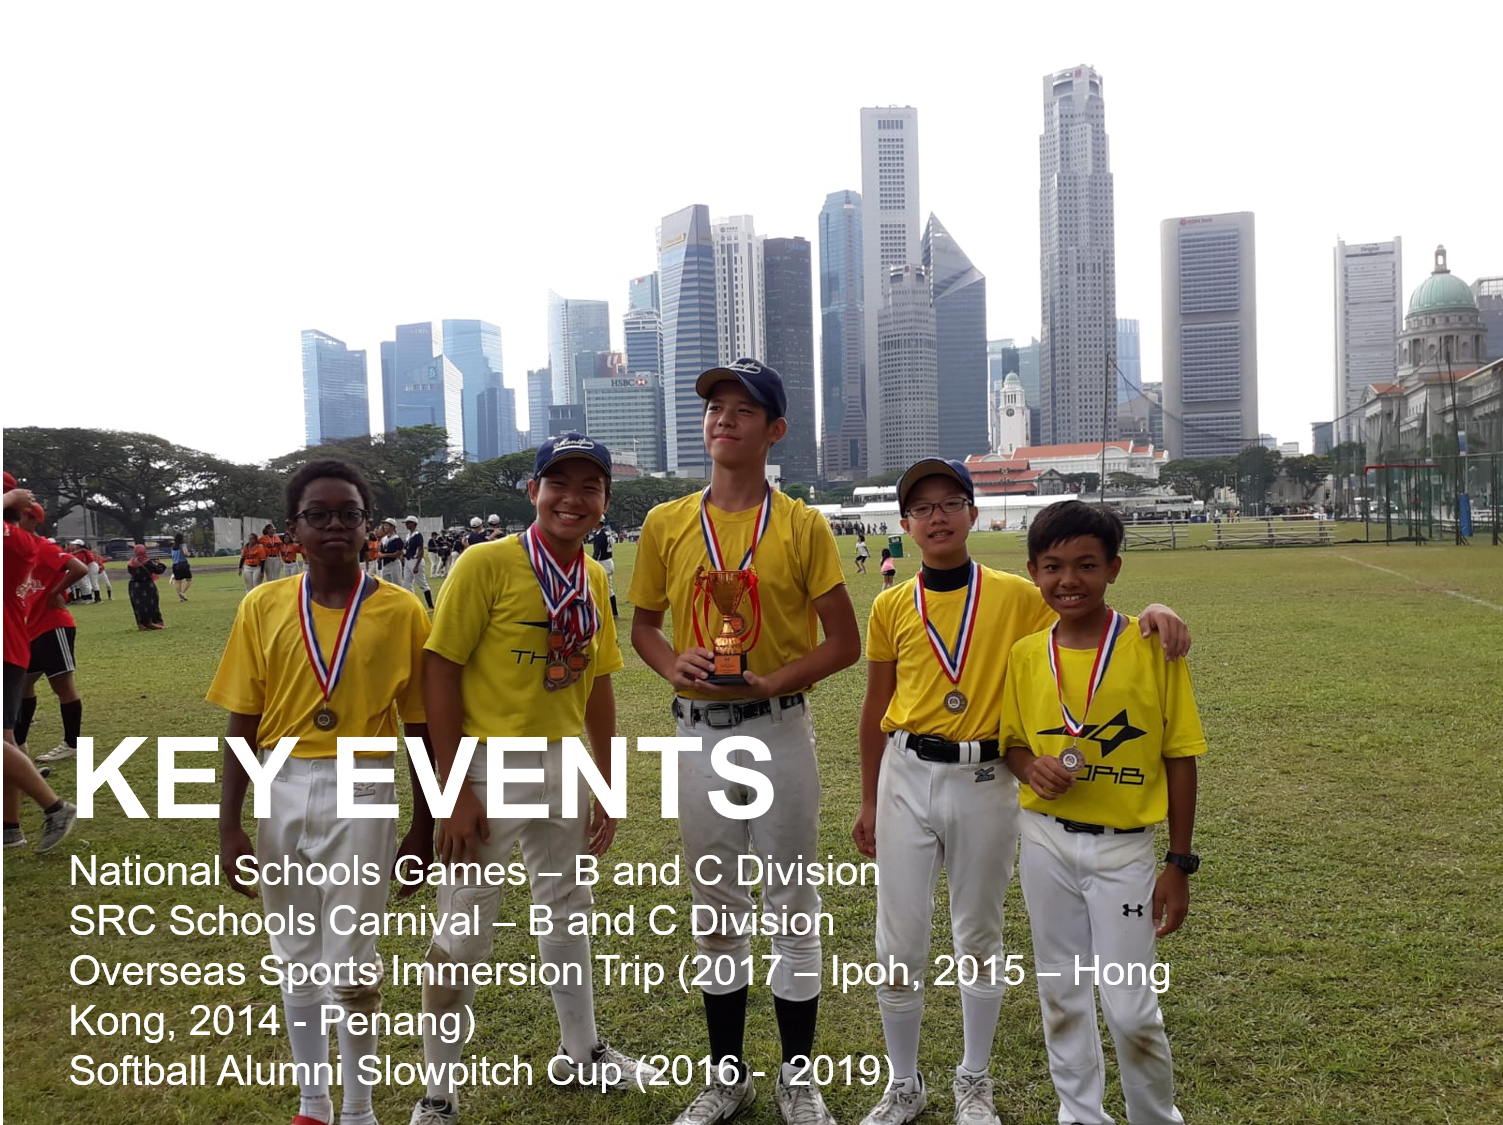 HSBC
KEY EVENTS
National Schools Games – B and C Division
SRC Schools Carnival – B and C Division
Overseas Sports Immersion Trip (2017 – Ipoh, 2015 – Hong
Kong, 2014 - Penang)
Softball Alumni Slowpitch Cup (2016 -  2019)